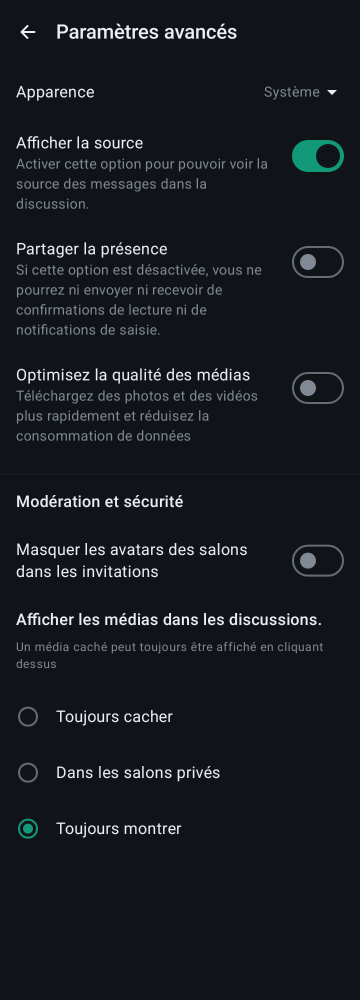 Paramètres avancés
Apparence
Système
Afficher la source
Activer cette option pour pouvoir voir la
source des messages dans la
discussion.
Partager la présence
Si cette option est désactivée, vous ne
pourrez ni envoyer ni recevoir de
confirmations de lecture ni de
notifications de saisie.
Optimisez la qualité des médias
Téléchargez des photos et des vidéos
plus rapidement et réduisez la
consommation de données
Modération et sécurité
Masquer les avatars des salons
dans les invitations
Afficher les médias dans les discussions.
Un média caché peut toujours être affiché en cliquant
dessus
Toujours cacher
Dans les salons privés
Toujours montrer